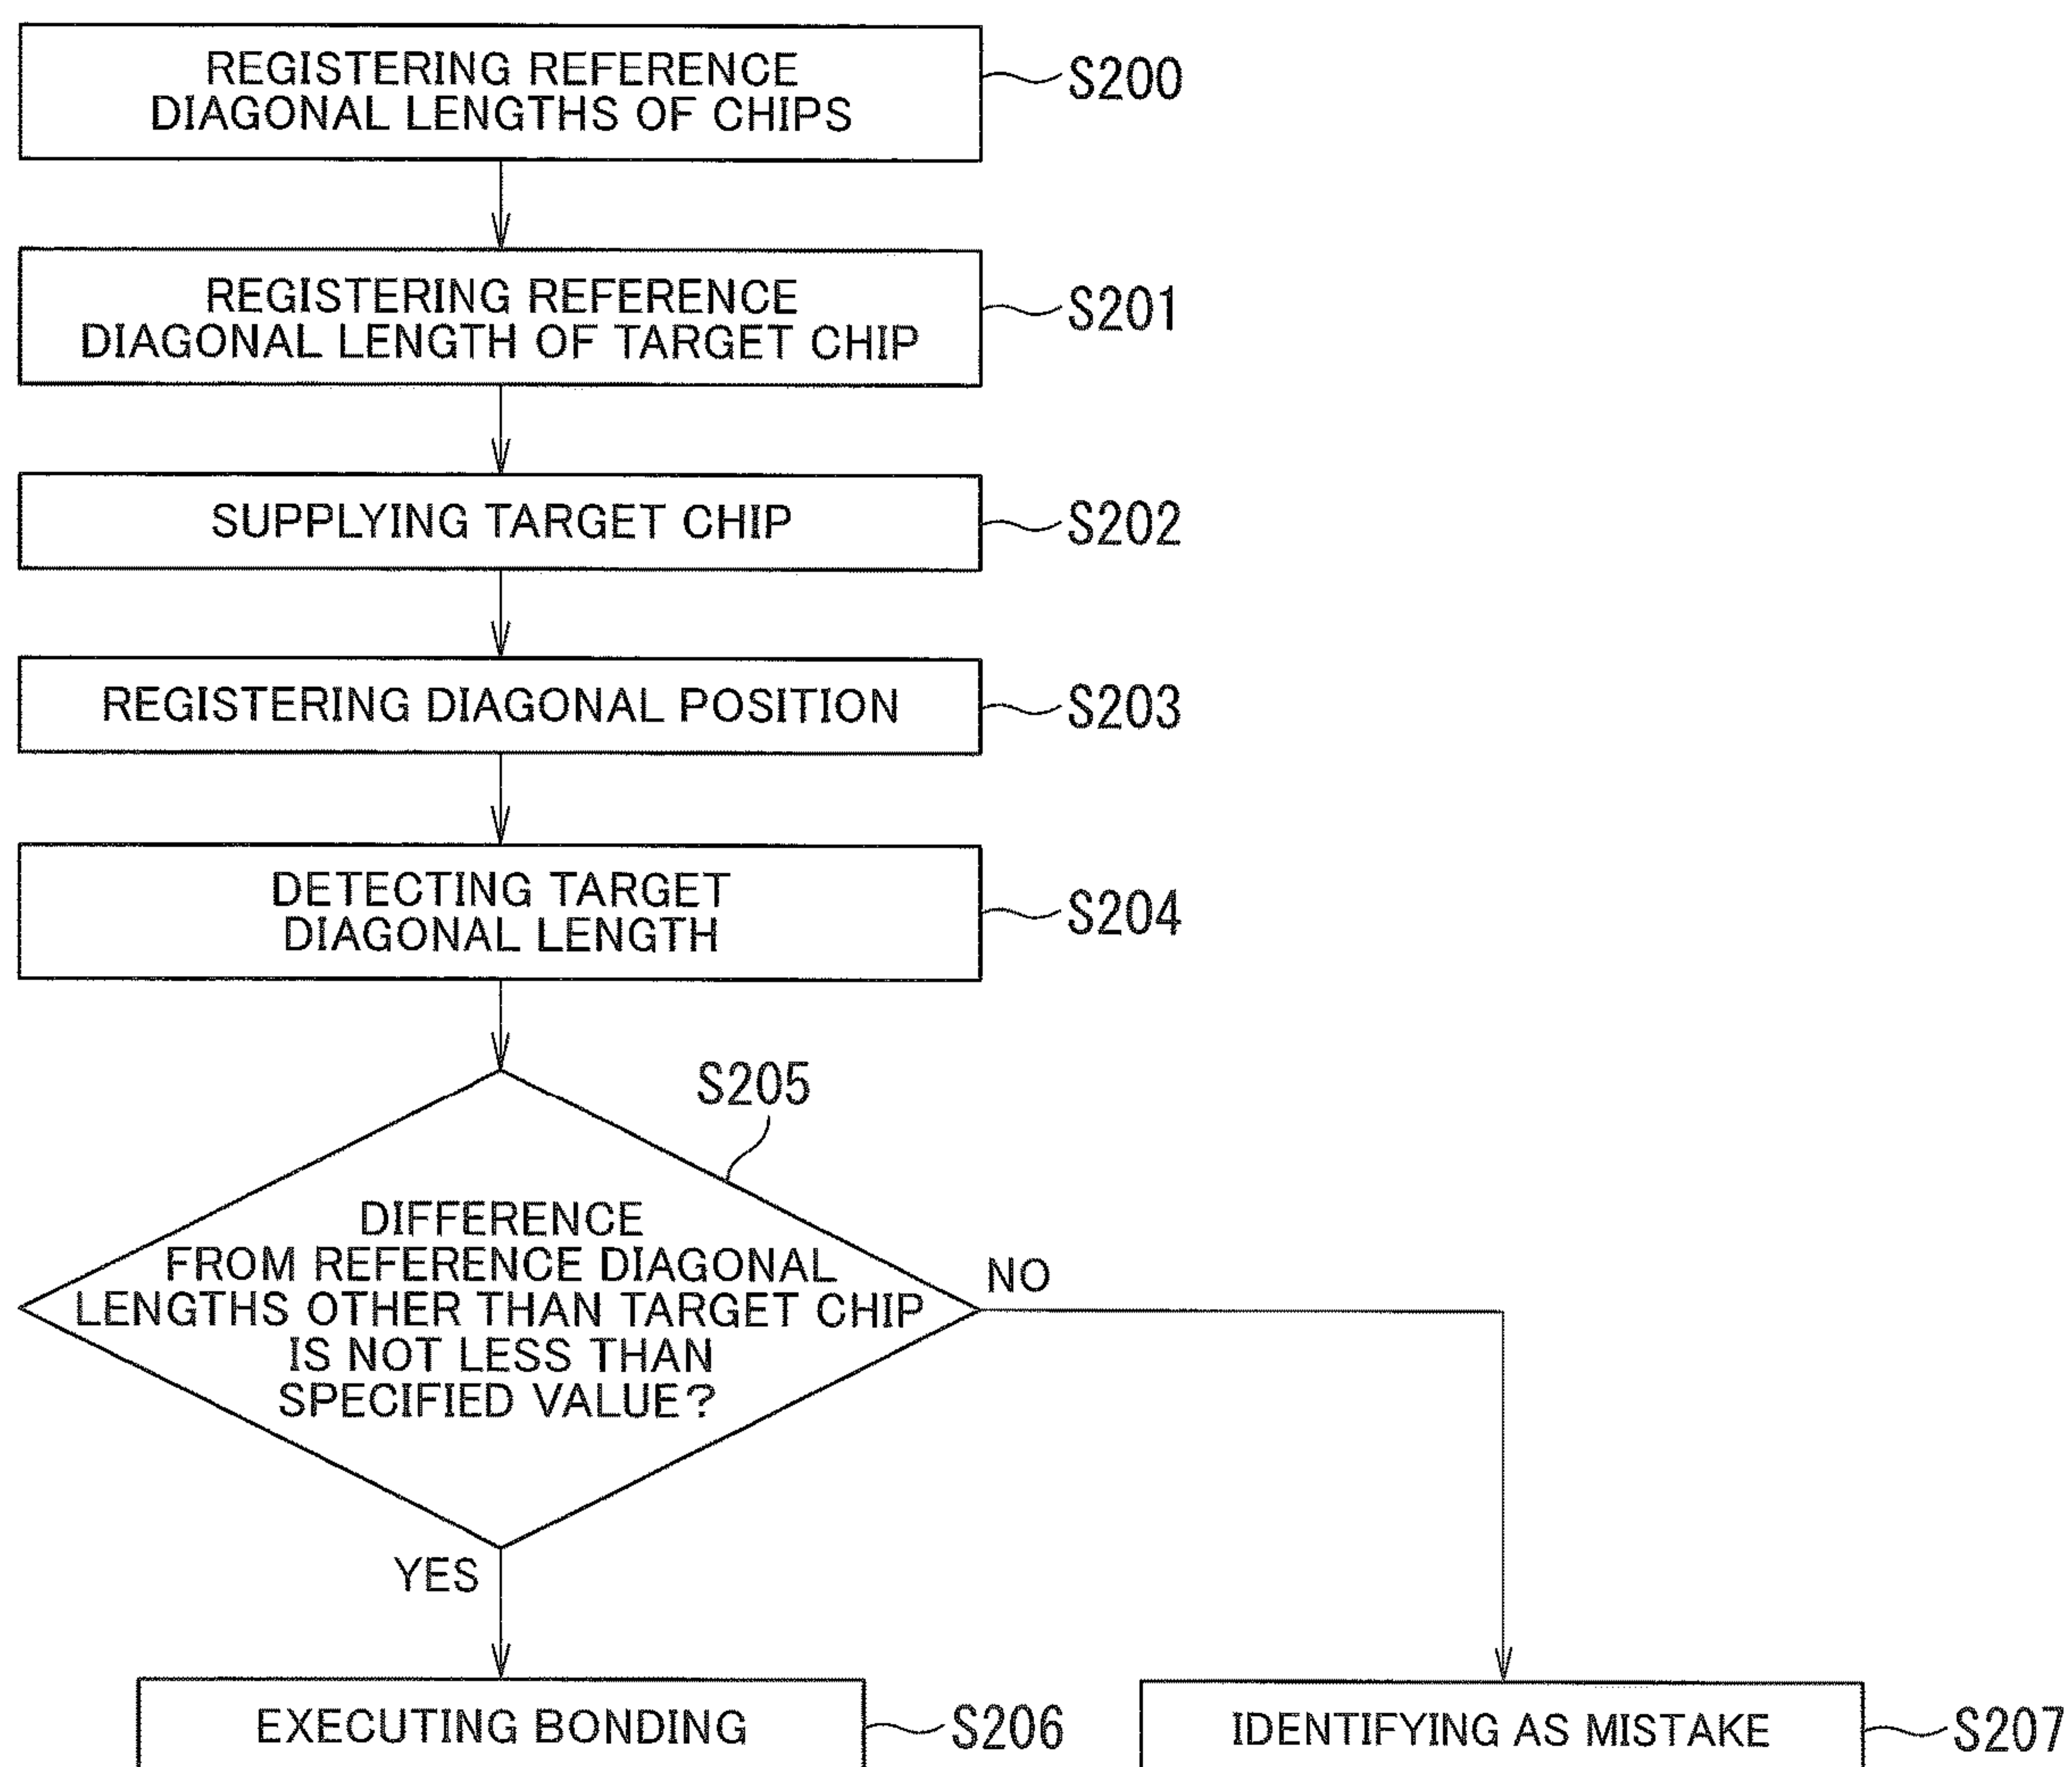 REGISTERING REFERENCE
DIAGONAL LENGTHS OF CHIPS
S200
REGISTERING REFERENCE
DIAGONAL LENGTH OF TARGET CHIP
S201
SUPPLYING TARGET CHIP
S202
REGISTERING DIAGONAL POSITION
S203
DETECTING TARGET
DIAGONAL LENGTH
S204
S205
DIFFERENCE
FROM REFERENCE DIAGONAL
LENGTHS OTHER THAN TARGET CHIP
IS NOT LESS THAN
SPECIFIED VALUE?
NO
YES
EXECUTING BONDING
S206
IDENTIFYING AS MISTAKE
S207